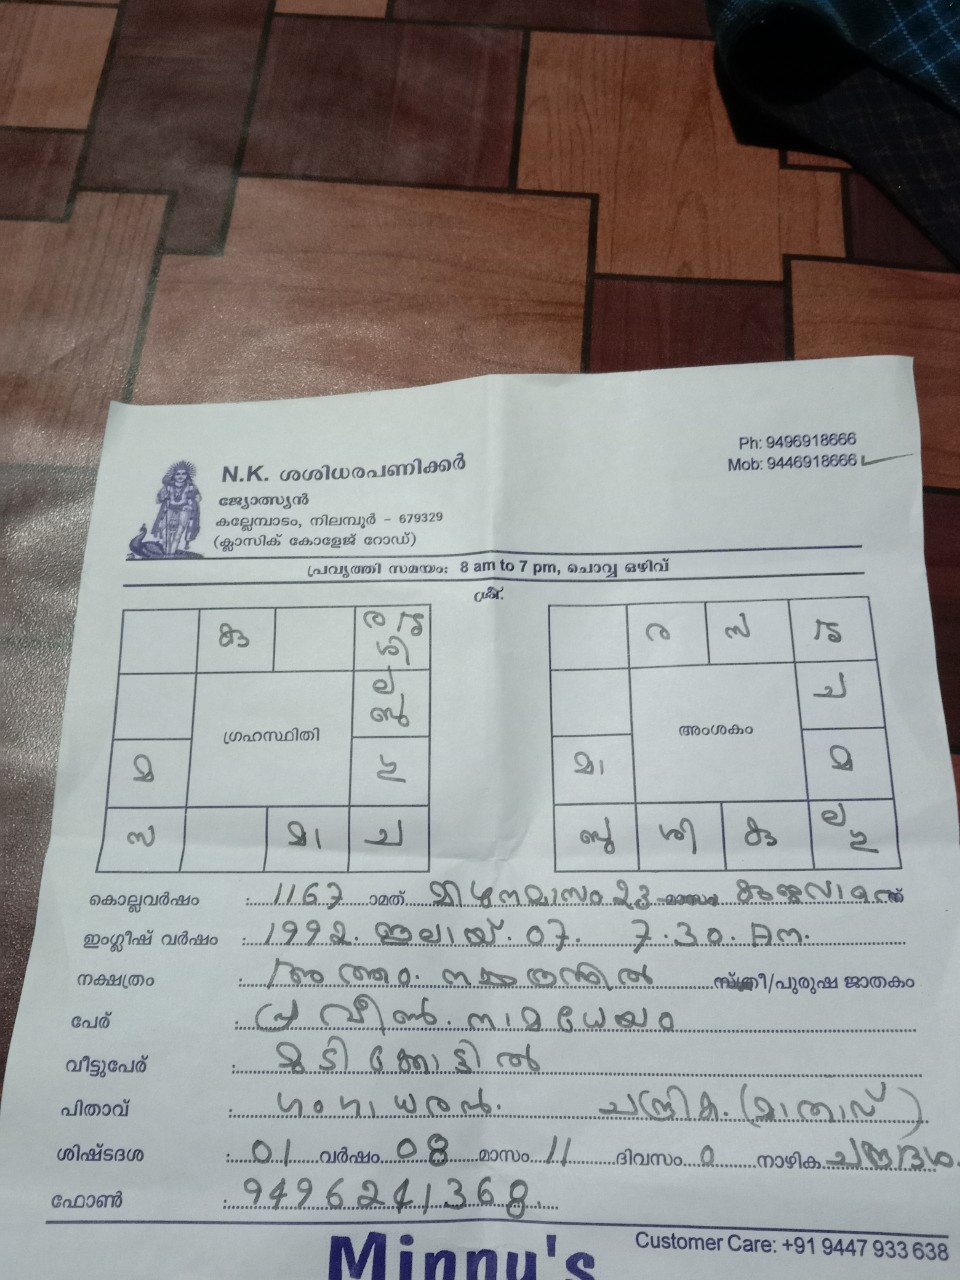 N.K. ശശിധരപണിക്കർ
ജ്യോത്സ്യൻ
കല്ലേമ്പാടം, നിലമ്പൂർ - 679329
(ക്ലാസിക് കോളേജ് റോഡ്)
Ph: 9496918666
Mob: 9446918666
പ്രവൃത്തി സമയം: 8 am to 7 pm, ചൊവ്വ ഒഴിവ്
ശ്രീ.
കു ര ശി
ല
ഗ്രഹസ്ഥിതി
മ
സ മാ ച
ര സ
ച
അംശകം
മാ മ
ബു ശി കു ല
കൊല്ലവർഷം : 1167 ാമത് മിഥുനമാസം 23
ഇംഗ്ലീഷ് വർഷം : 1992. ജൂലായ്. 07. 7.30. Am.
നക്ഷത്രം : അത്തം. നക്ഷത്രത്തിൽ /പുരുഷ ജാതകം
പേര് : പ്രവീൺ. നാമധേയം
വീട്ടുപേര് :
പിതാവ് : ഗംഗാധരൻ. ചന്ദ്രിക. (മാതാവ്)
ശിഷ്ടദശ : 01 വർഷം 08 മാസം 11 ദിവസം 0 നാഴിക ചന്ദ്രദശ.
ഫോൺ : 9496241368.
Minnu's
Customer Care: +91 9447 933 638